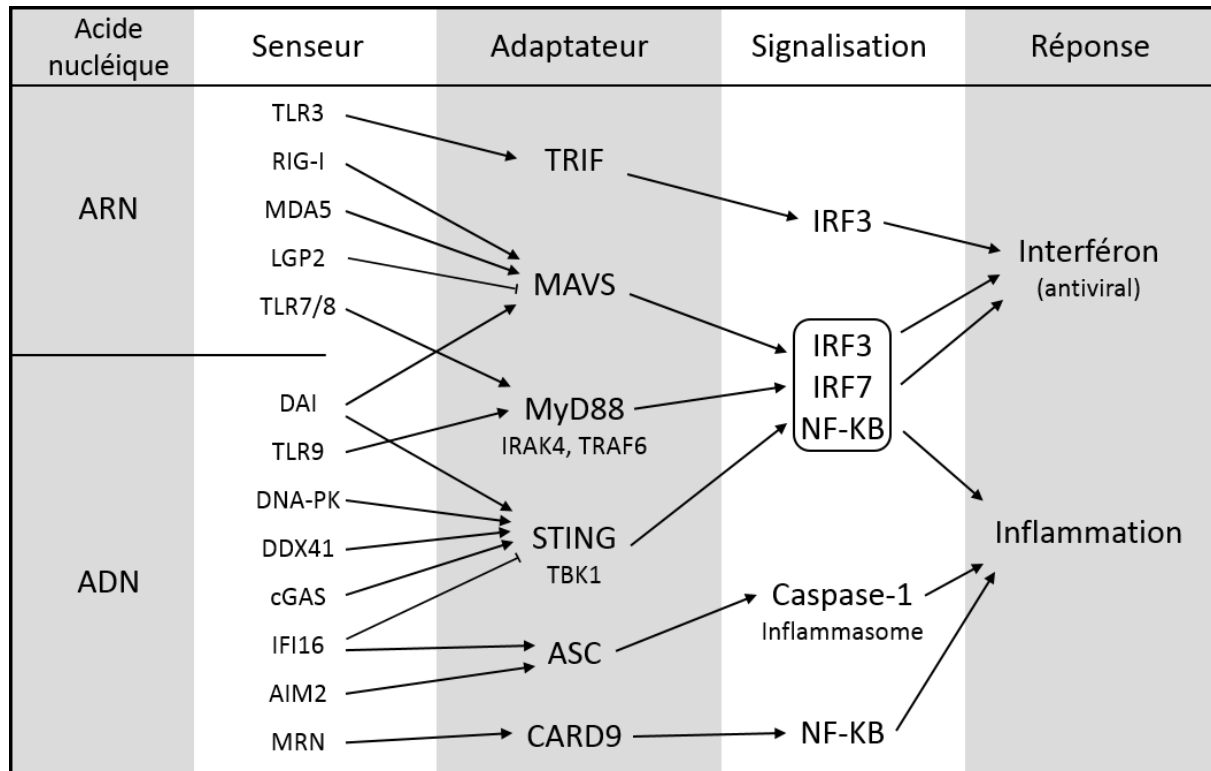 Acide
nucléique
Senseur
Adaptateur
Signalisation
Réponse
ARN
TLR3
RIG-I
MDA5
LGP2
TLR7/8
ADN
DAI
TLR9
DNA-PK
DDX41
cGAS
IFI16
AIM2
MRN
TRIF
MAVS
MyD88
IRAK4, TRAF6
STING
TBK1
ASC
CARD9
IRF3
IRF3
IRF7
NF-KB
Caspase-1
Inflammasome
NF-KB
Interféron
(antiviral)
Inflammation